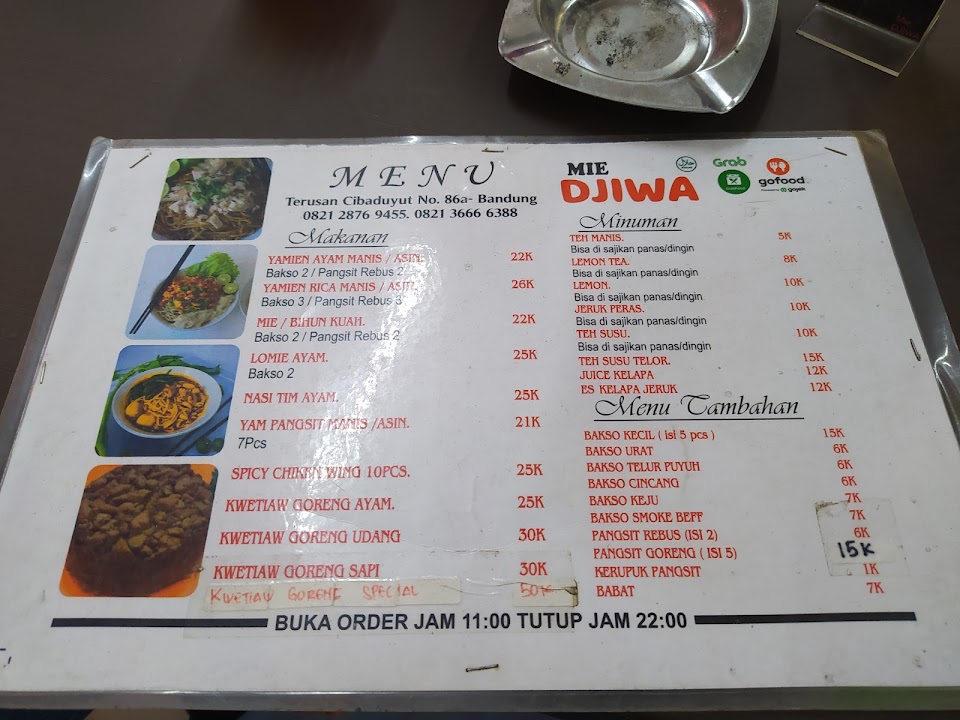 MENU
Terusan Cibaduyut No. 86a- Bandung
0821 2876 9455. 0821 3666 6388
Makanan
YAMIEN AYAM MANIS / ASIN. 22K
Bakso 2 / Pangsit Rebus 2
YAMIEN RICA MANIS / ASIN. 26K
Bakso 3 / Pangsit Rebus 3
MIE / BIHUN KUAH. 22K
Bakso 2 / Pangsit Rebus 2
LOMIE AYAM. 25K
Bakso 2
NASI TIM AYAM. 25K
YAM PANGSIT MANIS /ASIN. 21K
7Pcs
SPICY CHIKEN WING 10PCS. 25K
KWETIAW GORENG AYAM. 25K
KWETIAW GORENG UDANG 30K
KWETIAW GORENG SAPI 30K
KWETIAW GORENG SPECIAL 50K
MIE
DJIWA
Grab
gofood
Powered by gojek
Minuman
TEH MANIS. 5K
Bisa di sajikan panas/dingin
LEMON TEA. 8K
Bisa di sajikan panas/dingin
LEMON. 10K
Bisa di sajikan panas/dingin
JERUK PERAS. 10K
Bisa di sajikan panas/dingin
TEH SUSU. 10K
Bisa di sajikan panas/dingin
TEH SUSU TELOR. 15K
JUICE KELAPA 12K
ES KELAPA JERUK 12K
Menu Tambahan
BAKSO KECIL ( isi 5 pcs ) 15K
BAKSO URAT 6K
BAKSO TELUR PUYUH 6K
BAKSO CINCANG 6K
BAKSO KEJU 7K
BAKSO SMOKE BEFF 7K
PANGSIT REBUS (ISI 2) 6K
PANGSIT GORENG ( ISI 5) 15K
KERUPUK PANGSIT 1K
BABAT 7K
BUKA ORDER JAM 11:00 TUTUP JAM 22:00